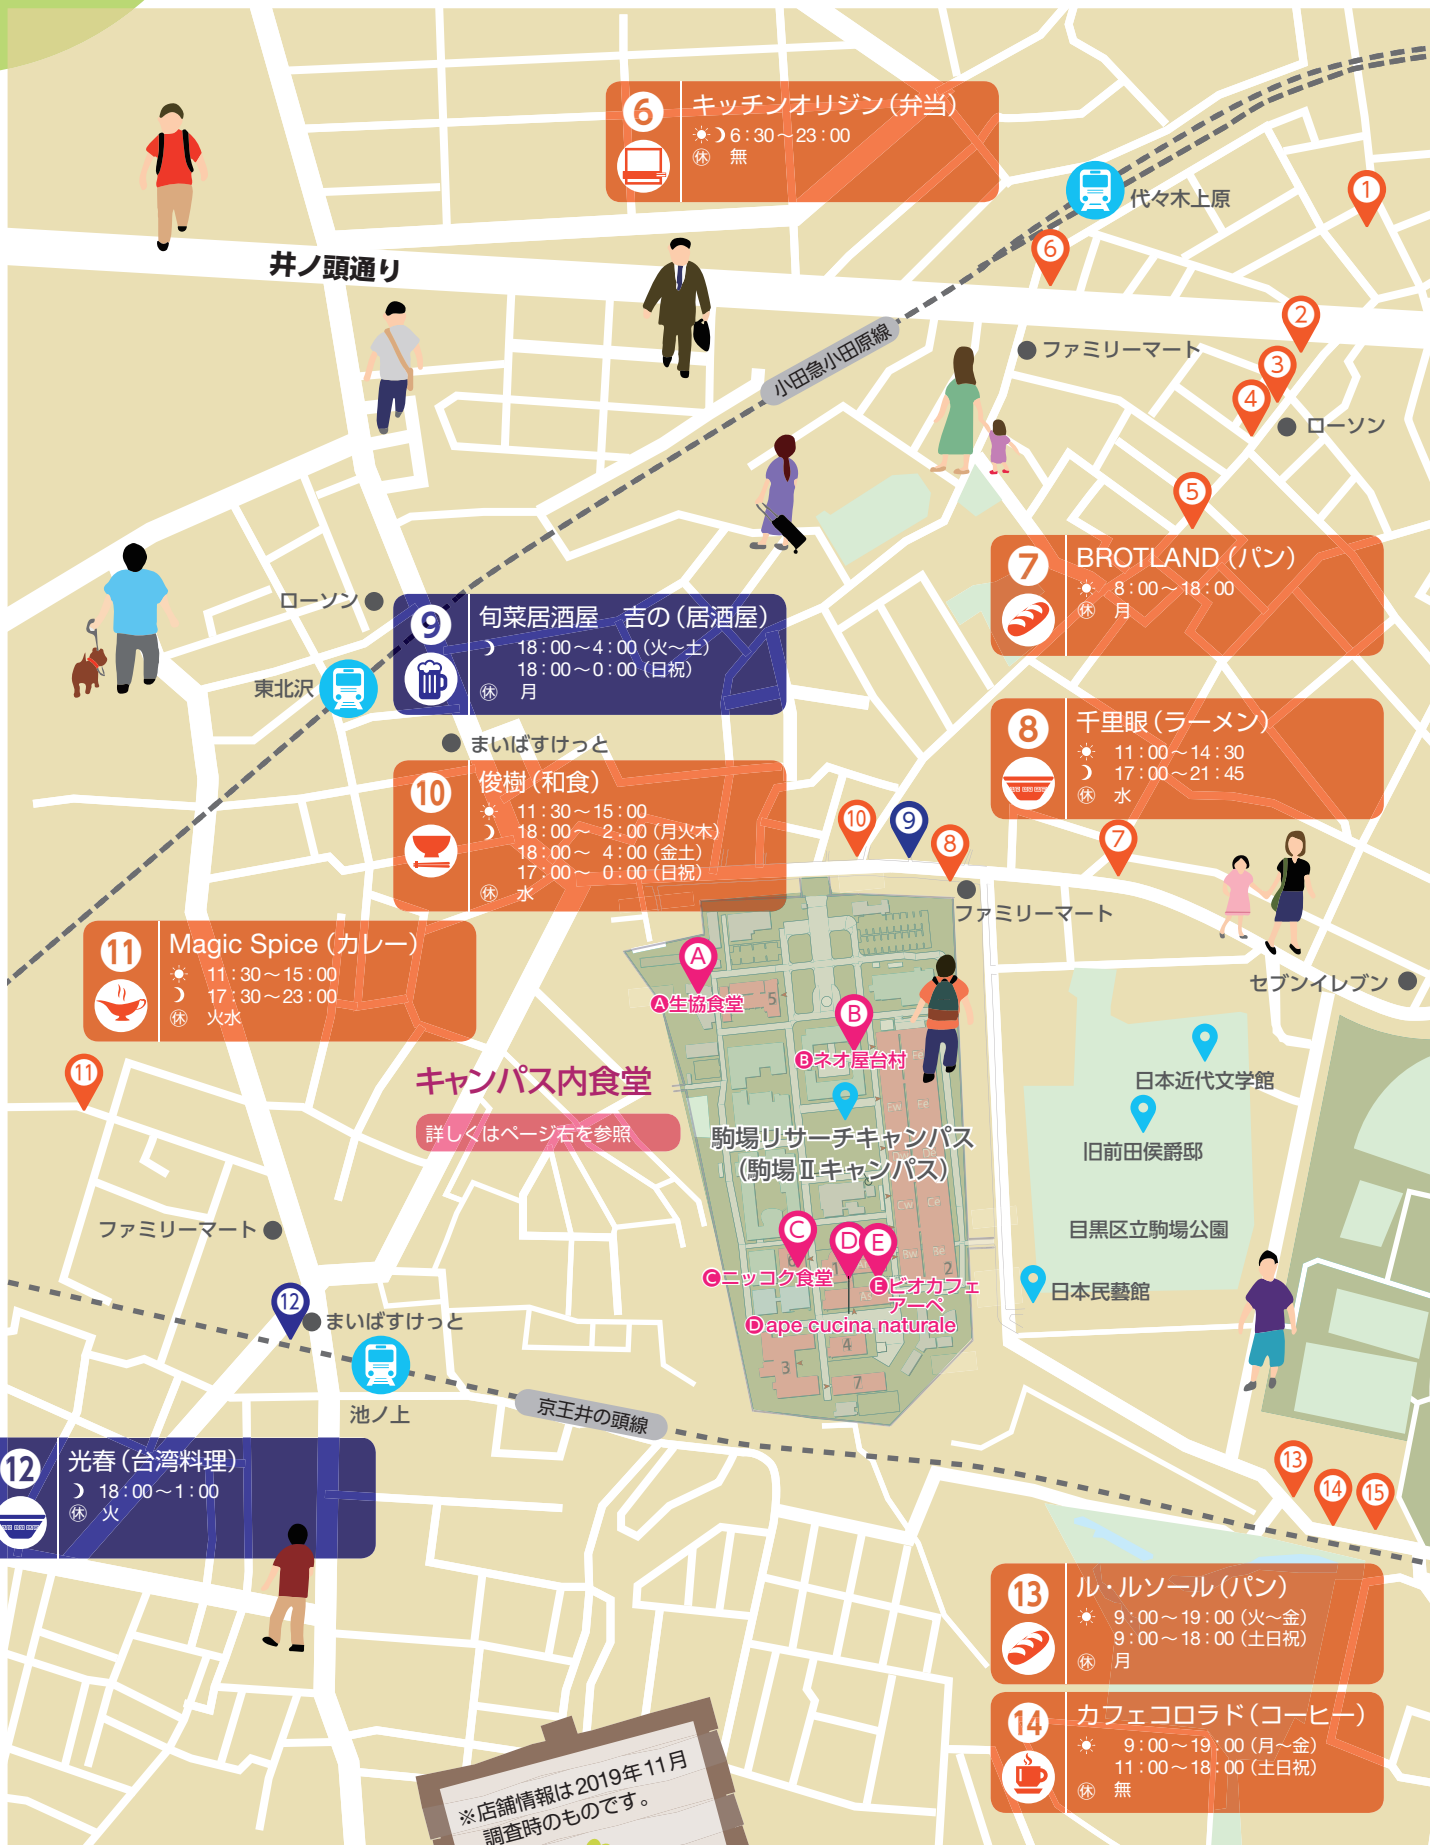 6
キッチンオリジン（弁当）
6：30～23：00
休 無
代々木上原
1
6
井ノ頭通り
2
小田急小田原線
ファミリーマート
3
4
ローソン
5
7
BROTLAND（パン）
8：00～18：00
休 月
ローソン
9
旬菜居酒屋　吉の（居酒屋）
18：00～4：00（火～土）
18：00～0：00（日祝）
休 月
東北沢
8
千里眼（ラーメン）
11：00～14：30
17：00～21：45
休 水
まいばすけっと
10
俊樹（和食）
11：30～15：00
18：00～ 2：00（月火木）
18：00～ 4：00（金土）
17：00～ 0：00（日祝）
休 水
10
9
8
7
ファミリーマート
11
Magic Spice（カレー）
11：30～15：00
17：30～23：00
休 火水
A
A生協食堂
5
セブンイレブン
B
Bネオ屋台村
11
キャンパス内食堂
詳しくはページ右を参照
日本近代文学館
駒場リサーチキャンパス
（駒場Ⅱキャンパス）
旧前田侯爵邸
Fe
Ew
Ee
De
Cw
Ce
Bw
Be
目黒区立駒場公園
ファミリーマート
C
D
E
2
Cニッコク食堂
Eビオカフェ
アーペ
日本民藝館
12
まいばすけっと
D ape cucina naturale
4
3
7
池ノ上
京王井の頭線
12
光春（台湾料理）
18：00～1：00
休 火
13
14
15
13
ル・ルソール（パン）
9：00～19：00（火～金）
9：00～18：00（土日祝）
休 月
14
カフェコロラド（コーヒー）
9：00～19：00（月～金）
11：00～18：00（土日祝）
休 無
※店舗情報は2019年11月
調査時のものです。